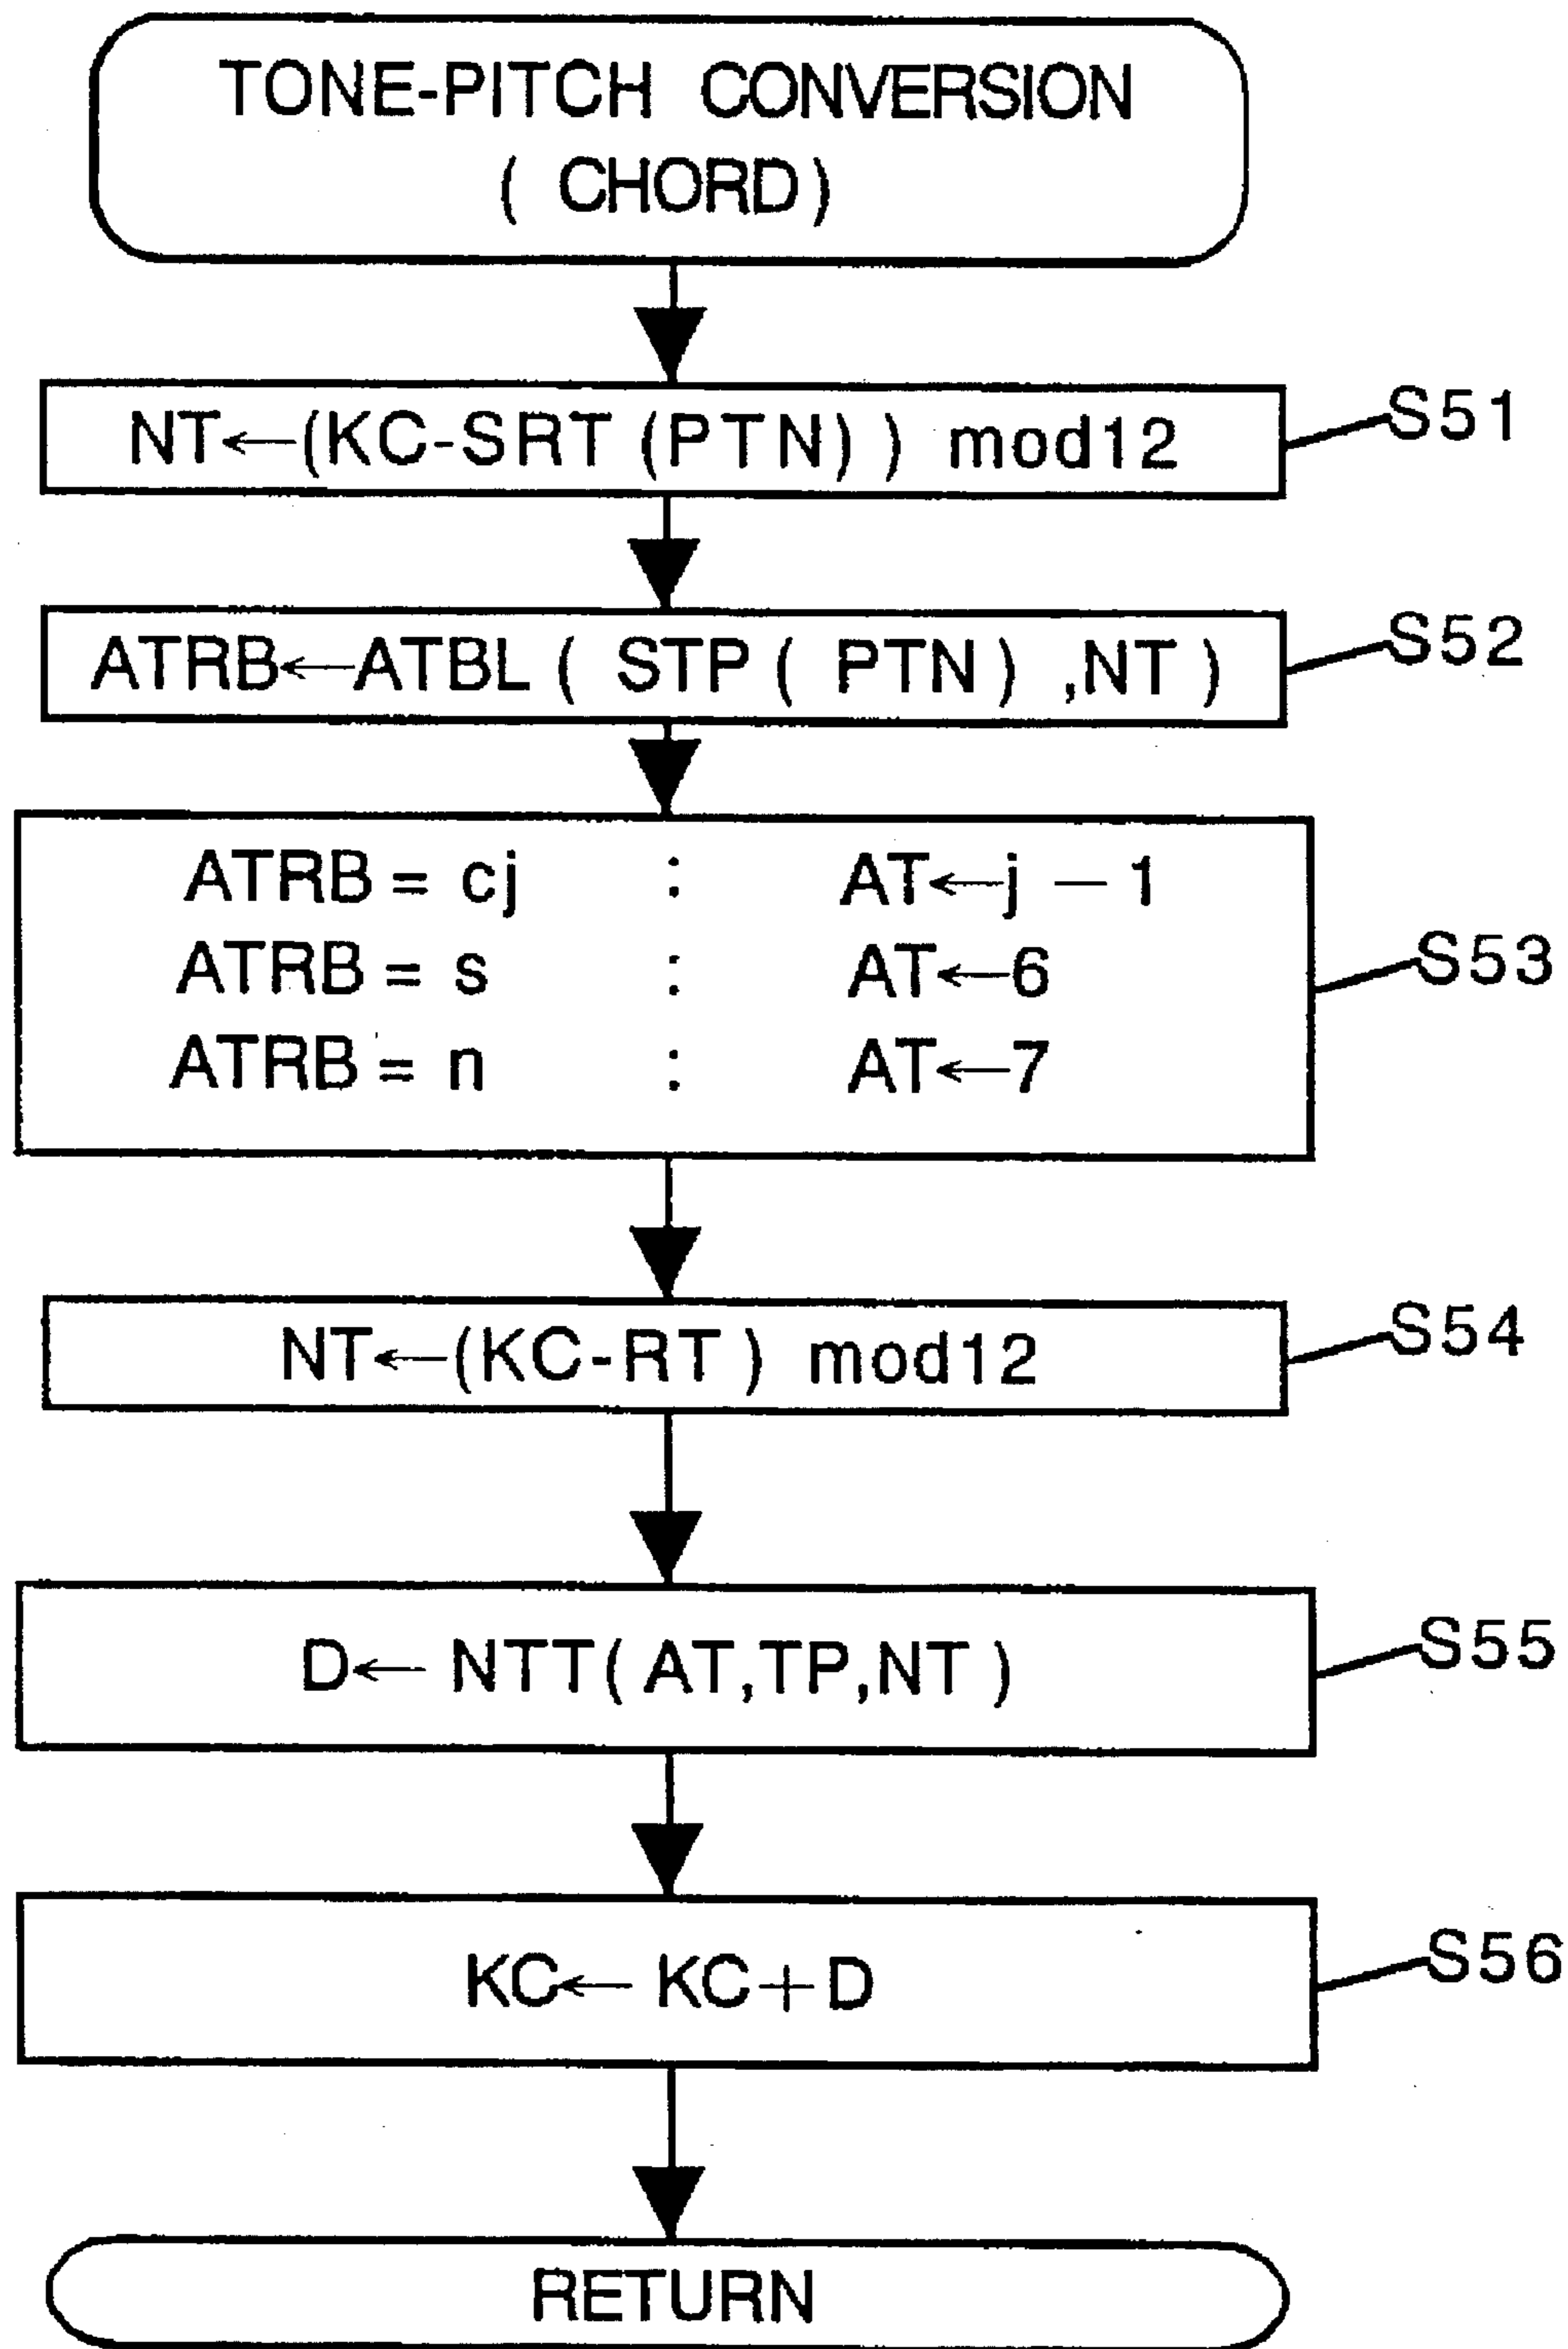 TONE-PITCH CONVERSION
( CHORD )
NT←(KC-SRT (PTN) ) mod12
S51
ATRB←ATBL ( STP ( PTN ) ,NT )
S52
ATRB = cj : AT←j − 1
ATRB = s : AT←6
ATRB = n : AT←7
S53
NT←(KC-RT ) mod12
S54
D← NTT( AT,TP,NT )
S55
KC← KC+D
S56
RETURN